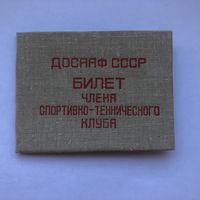 ДОСААФ СССР
БИЛЕТ
ЧЛЕНА
СПОРТИВНО-ТЕХНИЧЕСКОГО
КЛУБА